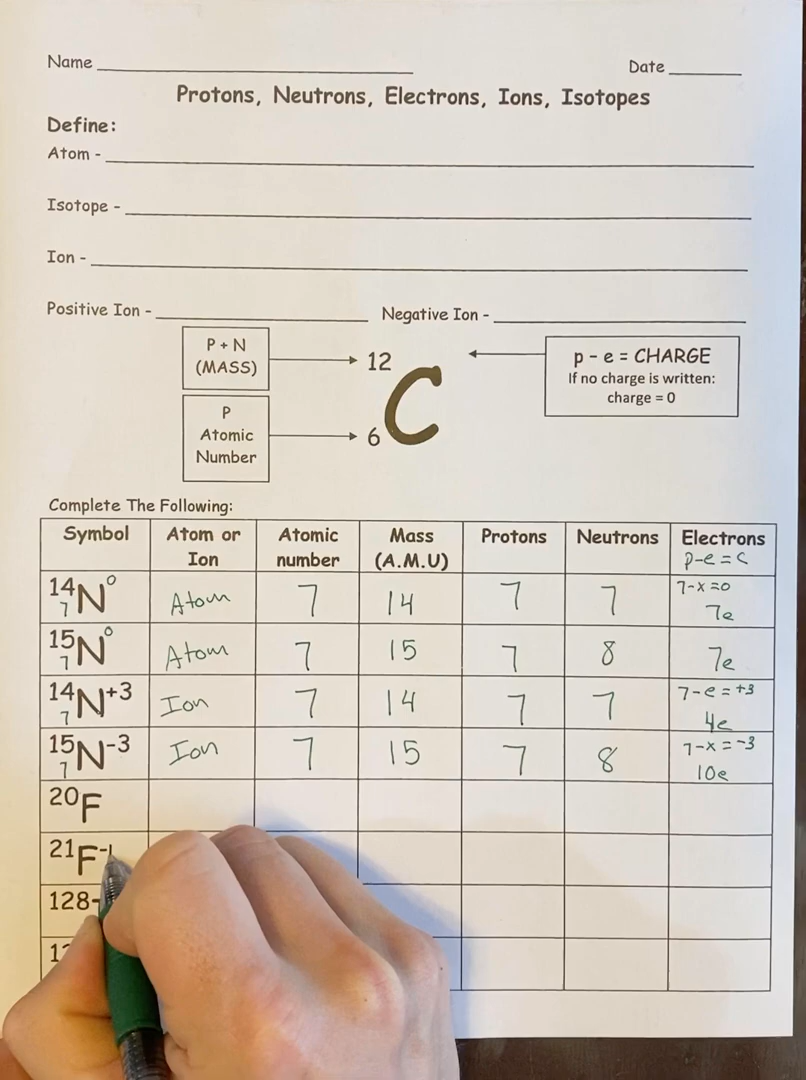 Name
Date
Protons, Neutrons, Electrons, Ions, Isotopes
Define:
Atom -
Isotope -
Ion -
Positive Ion -
Negative Ion -
P + N
(MASS)
12
C
p - e = CHARGE
If no charge is written:
charge = 0
P
Atomic
Number
6
Complete The Following:
Symbol Atom or Ion Atomic number Mass (A.M.U) Protons Neutrons Electrons p-e=c
14 7 N 0 Atom 7 14 7 7 7-x=0 7e
15 7 N 0 Atom 7 15 7 8 7e
14 7 N+3 Ion 7 14 7 7 7-e=+3 4e
15 7 N-3 Ion 7 15 7 8 7-x=-3 10e
20 F
21 F-1
128-